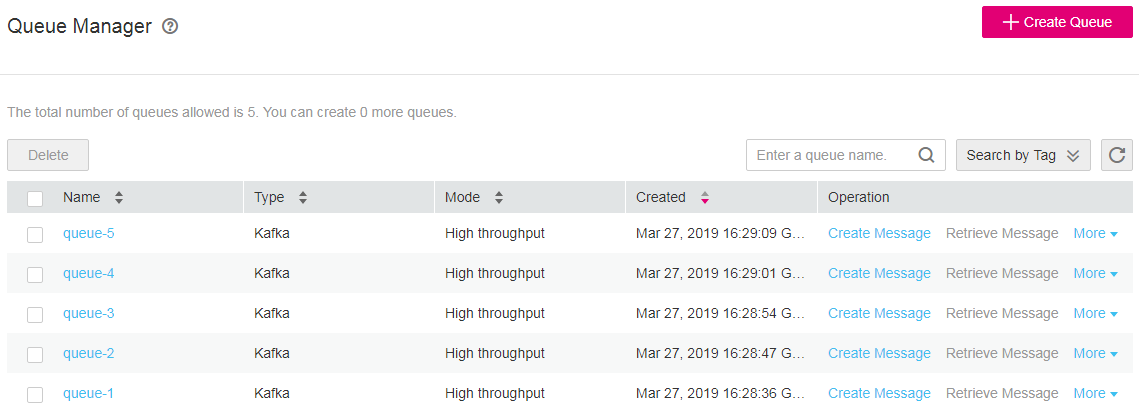 Queue Manager ?
+ Create Queue
The total number of queues allowed is 5. You can create 0 more queues.
Delete Enter a queue name. Search by Tag
Name Type Mode Created Operation
queue-5 Kafka High throughput Mar 27, 2019 16:29:09 G... Create Message Retrieve Message More
queue-4 Kafka High throughput Mar 27, 2019 16:29:01 G... Create Message Retrieve Message More
queue-3 Kafka High throughput Mar 27, 2019 16:28:54 G... Create Message Retrieve Message More
queue-2 Kafka High throughput Mar 27, 2019 16:28:47 G... Create Message Retrieve Message More
queue-1 Kafka High throughput Mar 27, 2019 16:28:36 G... Create Message Retrieve Message More